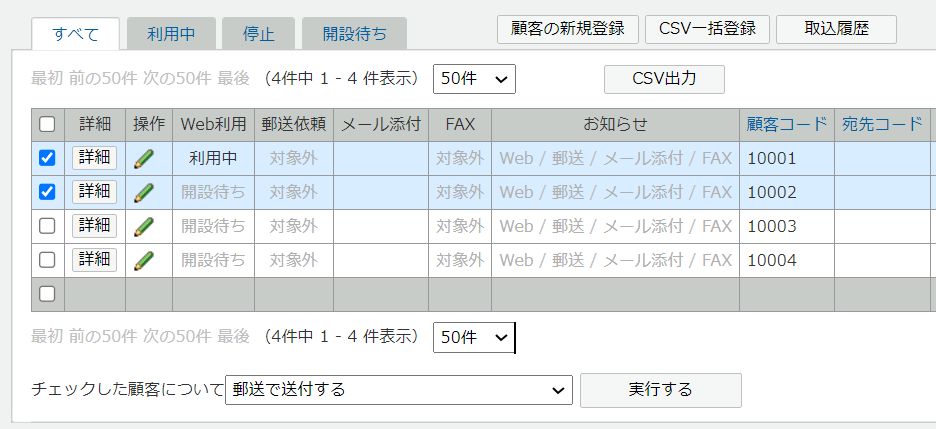 すべて 利用中 停止 開設待ち 顧客の新規登録 CSV一括登録 取込履歴
最初 前の50件 次の50件 最後 (4件中 1 - 4 件表示) 50件 CSV出力
詳細 操作 Web利用 郵送依頼 メール添付 FAX お知らせ 顧客コード 宛先コード
詳細 利用中 対象外 対象外 Web / 郵送 / メール添付 / FAX 10001
詳細 開設待ち 対象外 対象外 Web / 郵送 / メール添付 / FAX 10002
詳細 開設待ち 対象外 対象外 Web / 郵送 / メール添付 / FAX 10003
詳細 開設待ち 対象外 対象外 Web / 郵送 / メール添付 / FAX 10004
最初 前の50件 次の50件 最後 (4件中 1 - 4 件表示) 50件
チェックした顧客について 郵送で送付する 実行する